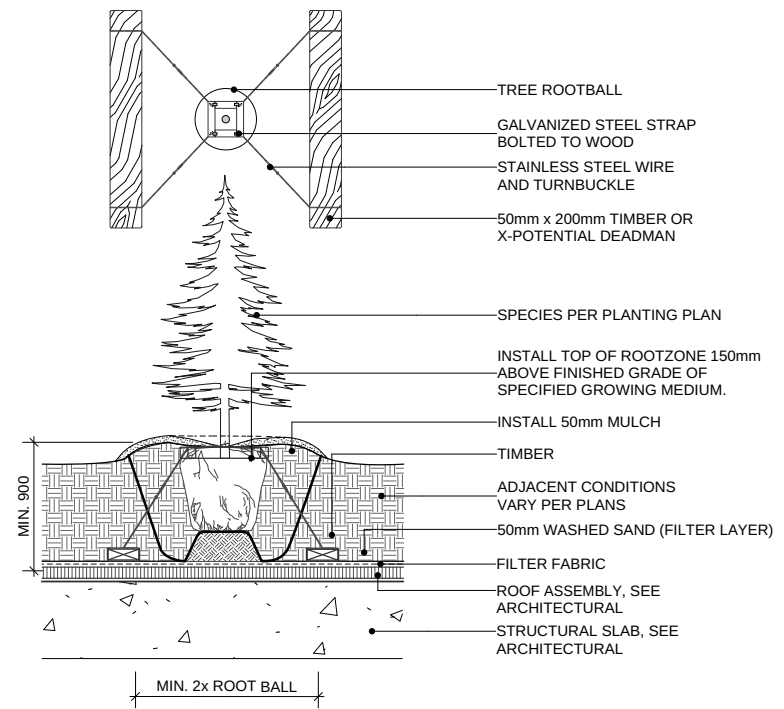 TREE ROOTBALL
GALVANIZED STEEL STRAP
BOLTED TO WOOD
STAINLESS STEEL WIRE
AND TURNBUCKLE
50mm x 200mm TIMBER OR
X-POTENTIAL DEADMAN
SPECIES PER PLANTING PLAN
INSTALL TOP OF ROOTZONE 150mm
ABOVE FINISHED GRADE OF
SPECIFIED GROWING MEDIUM.
INSTALL 50mm MULCH
TIMBER
ADJACENT CONDITIONS
VARY PER PLANS
50mm WASHED SAND (FILTER LAYER)
FILTER FABRIC
ROOF ASSEMBLY, SEE
ARCHITECTURAL
STRUCTURAL SLAB, SEE
ARCHITECTURAL
MIN. 900
MIN. 2x ROOT BALL